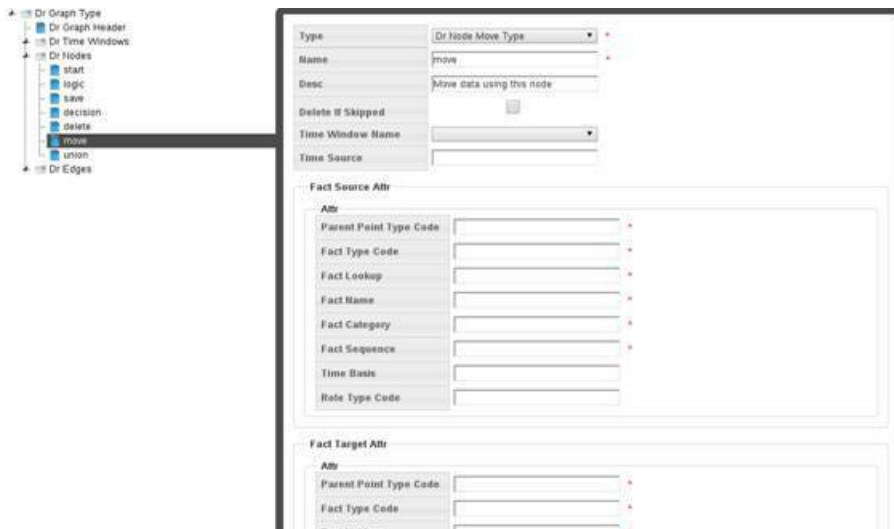 Dr Graph Type
Dr Graph Header
Dr Time Windows
Dr Nodes
start
logic
save
decision
delete
move
union
Dr Edges
Type Dr Node Move Type *
Name move *
Desc Move data using this node
Delete If Skipped
Time Window Name
Time Source
Fact Source Attr
Attr
Parent Point Type Code *
Fact Type Code *
Fact Lookup *
Fact Name *
Fact Category *
Fact Sequence *
Time Basis
Role Type Code
Fact Target Attr
Attr
Parent Point Type Code *
Fact Type Code *